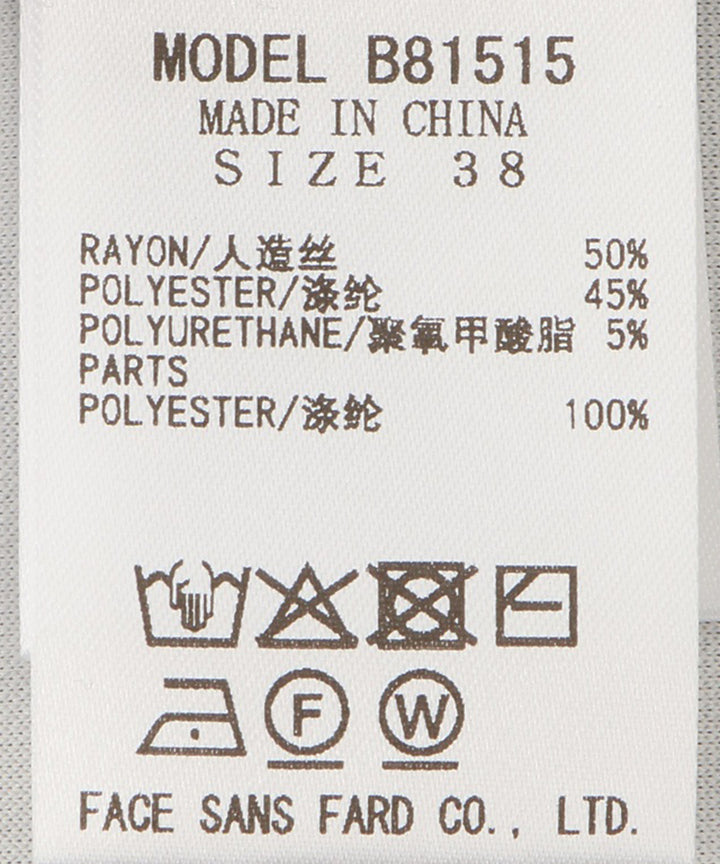 MODEL B81515
MADE IN CHINA
SIZE 38
RAYON/人造丝 50%
POLYESTER/涤纶 45%
POLYURETHANE/聚氧甲酸脂 5%
PARTS
POLYESTER/涤纶 100%
F W
FACE SANS FARD CO., LTD.